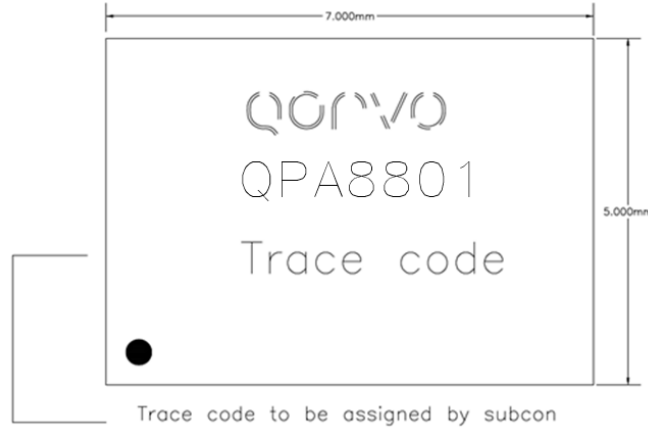 7.000mm
QORVO
QPA8801
5.000mm
Trace code
Trace code to be assigned by subcon